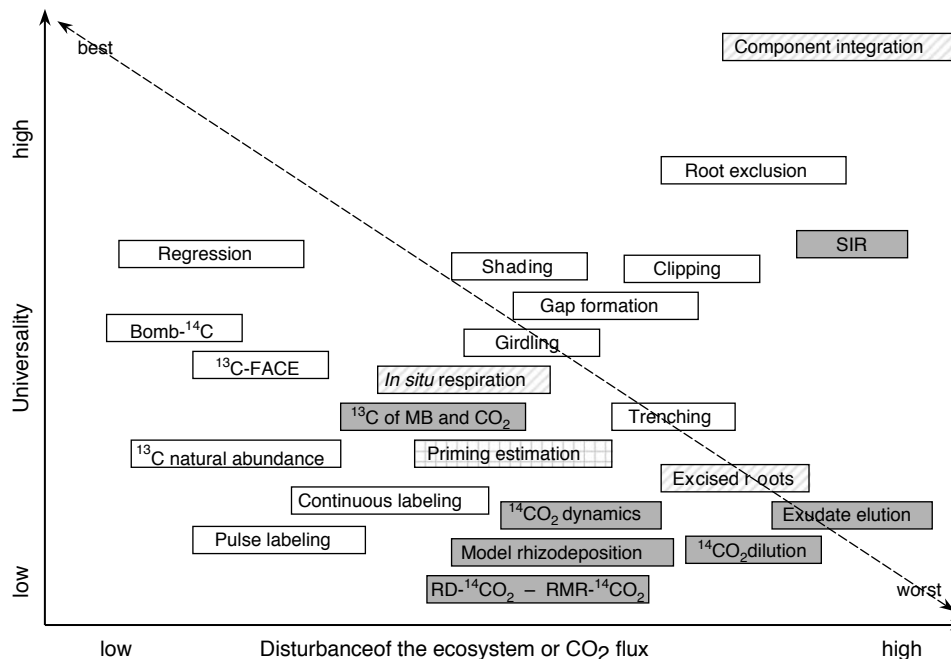 best
Component integration
high
Root exclusion
SIR
Regression
Shading
Clipping
Gap formation
Bomb-¹⁴C
Girdling
Universality
¹³C-FACE
In situ respiration
¹³C of MB and CO₂
Trenching
¹³C natural abundance
Priming estimation
Excised r oots
Continuous labeling
¹⁴CO₂ dynamics
Exudate elution
Pulse labeling
Model rhizodeposition
¹⁴CO₂dilution
low
RD-¹⁴CO₂ – RMR-¹⁴CO₂
worst
low
Disturbanceof the ecosystem or CO₂ flux
high